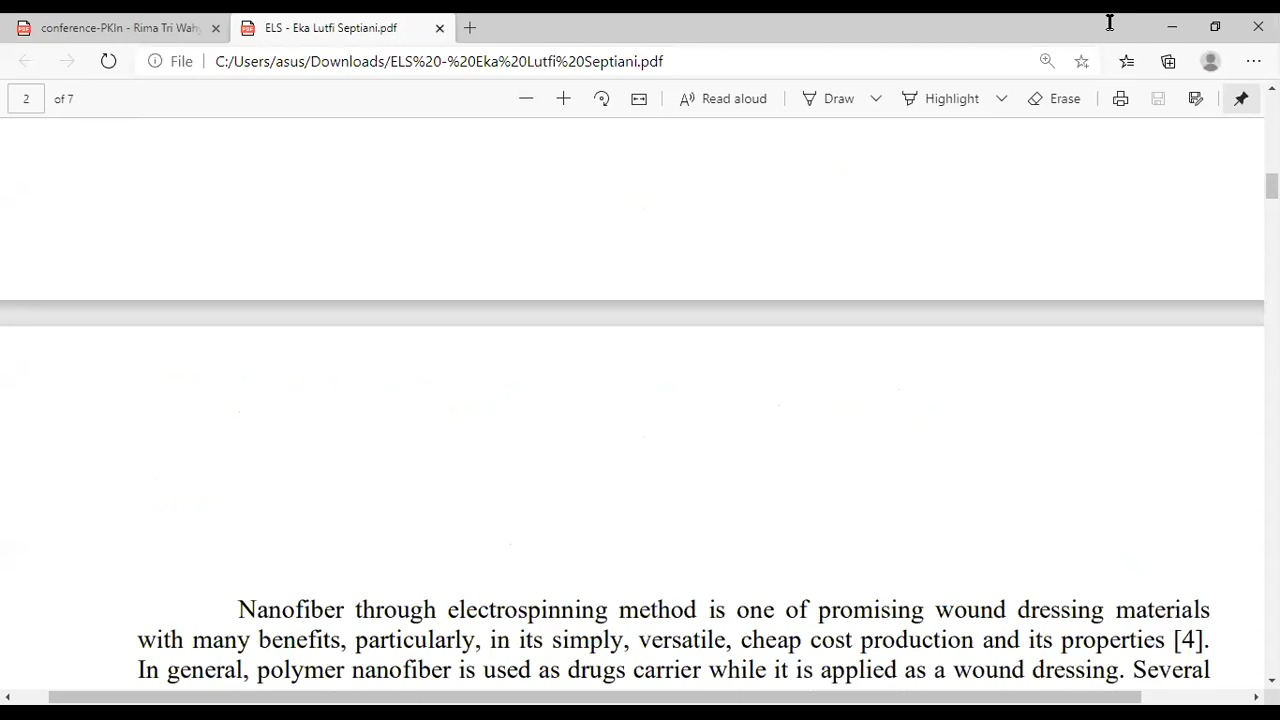 conference-PKIn - Rima Tri Wah
ELS - Eka Lutfi Septiani.pdf
File
C:/Users/asus/Downloads/ELS%20-%20Eka%20Lutfi%20Septiani.pdf
2 of 7
Read aloud
Draw
Highlight
Erase
Nanofiber through electrospinning method is one of promising wound dressing materials
with many benefits, particularly, in its simply, versatile, cheap cost production and its properties [4].
In general, polymer nanofiber is used as drugs carrier while it is applied as a wound dressing. Several